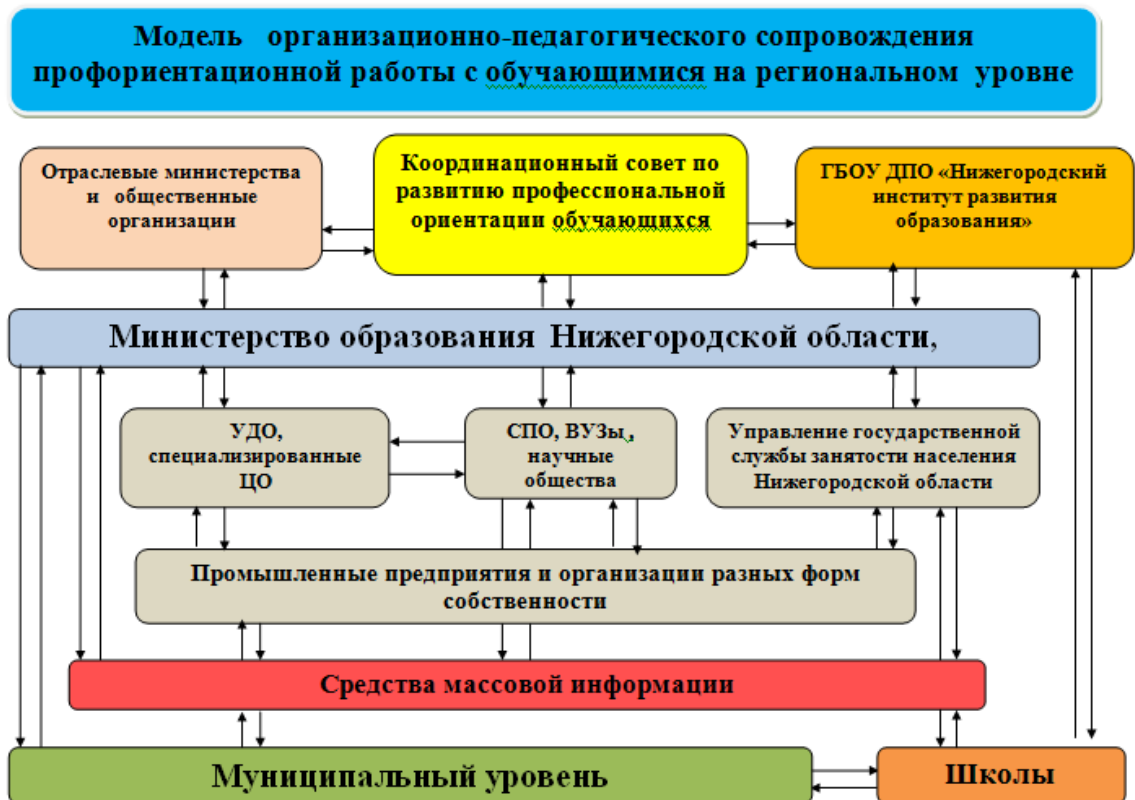 Модель организационно-педагогического сопровождения
профориентационной работы с обучающимися на региональном уровне
Отраслевые министерства
и общественные
организации
Координационный совет по
развитию профессиональной
ориентации обучающихся
ГБОУ ДПО «Нижегородский
институт развития
образования»
Министерство образования Нижегородской области,
УДО,
специализированные
ЦО
СПО, ВУЗы ,
научные
общества
Управление государственной
службы занятости населения
Нижегородской области
Промышленные предприятия и организации разных форм
собственности
Средства массовой информации
Муниципальный уровень
Школы